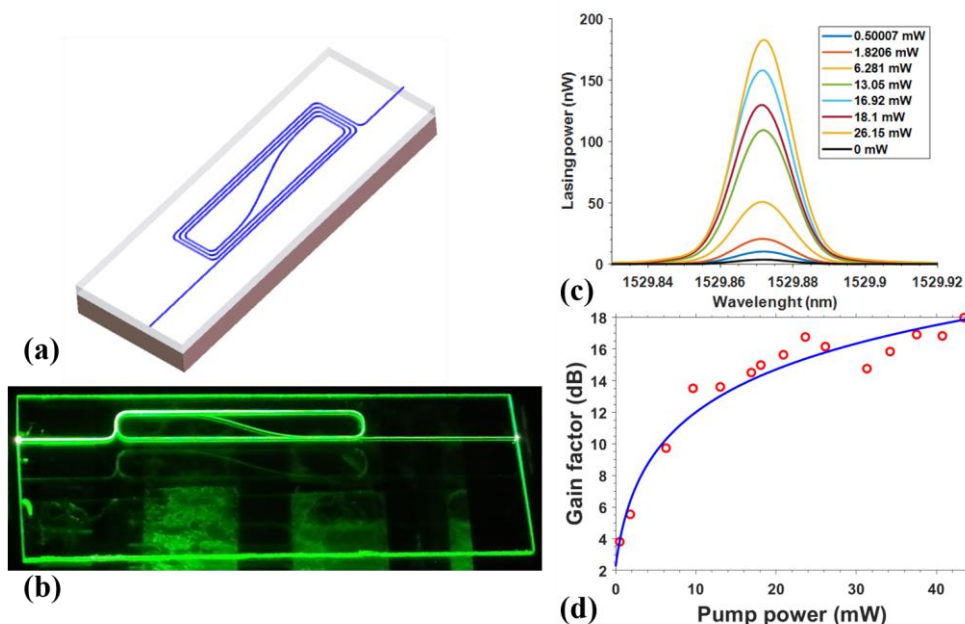 (a)
(b)
200
150
100
50
0
Lasing power (nW)
0.50007 mW
1.8206 mW
6.281 mW
13.05 mW
16.92 mW
18.1 mW
26.15 mW
0 mW
1529.84 1529.86 1529.88 1529.9 1529.92
Wavelenght (nm)
(c)
18
16
14
12
10
8
6
4
2
Gain factor (dB)
0 10 20 30 40
Pump power (mW)
(d)